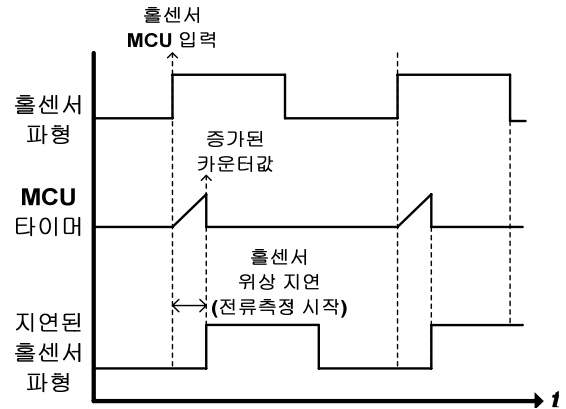 홀센서
MCU 입력
홀센서
파형
증가된
카운터값
MCU
타이머
홀센서
위상 지연
(전류측정 시작)
지연된
홀센서
파형
t